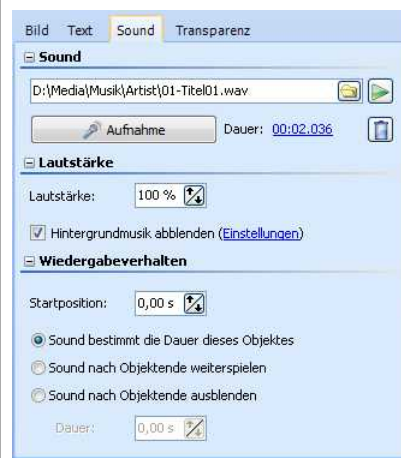 Bild Text Sound Transparenz
Sound
D:\Media\Musik\Artist\01-Titel01.wav
Aufnahme Dauer: 00:02.036
Lautstärke
Lautstärke: 100 %
Hintergrundmusik abblenden (Einstellungen)
Wiedergabeverhalten
Startposition: 0,00 s
Sound bestimmt die Dauer dieses Objektes
Sound nach Objektende weiterspielen
Sound nach Objektende ausblenden
Dauer: 0,00 s